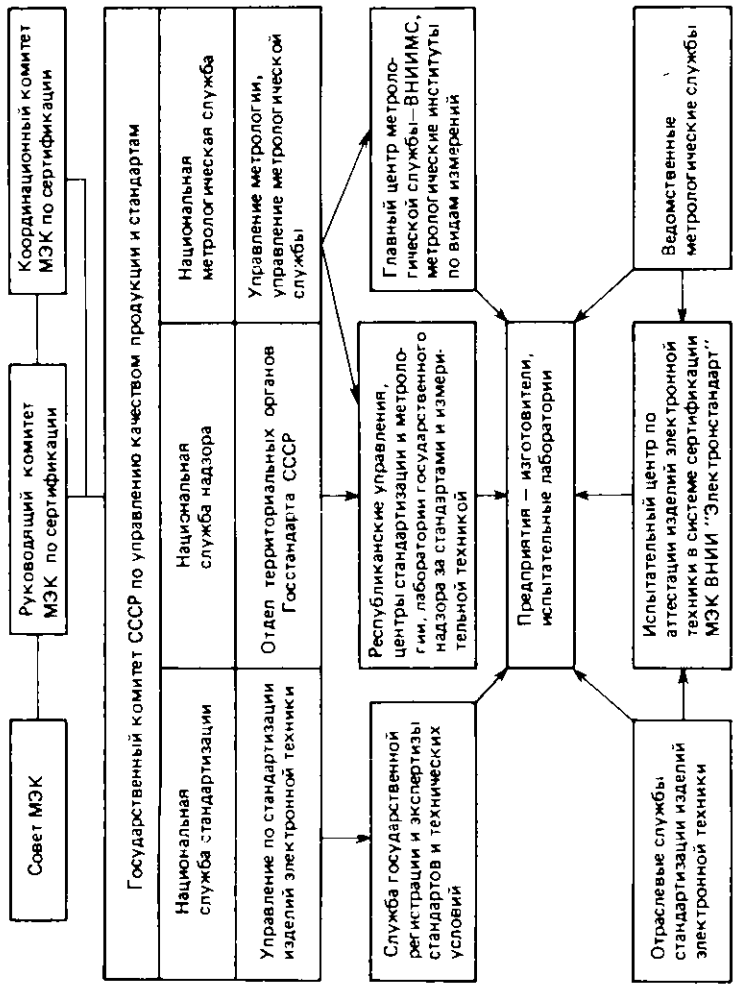 Совет МЭК
Руководящий комитет
МЭК по сертификации
Координационный комитет
МЭК по сертификации
Государственный комитет СССР по управлению качеством продукции и стандартам
Национальная
служба стандартизации
Национальная
служба надзора
Национальная
метрологическая служба
Управление по стандартизации
изделий электронной техники
Отдел территориальных органов
Госстандарта СССР
Управление метрологии,
управление метрологической
службы
Служба государственной
регистрации и экспертизы
стандартов и технических
условий
Республиканские управления,
центры стандартизации и метроло-
гии, лаборатории государственного
надзора за стандартами и измери-
тельной техникой
Главный центр метроло-
гической службы—ВНИИМС,
метрологические институты
по видам измерений
Предприятия — изготовители,
испытательные лаборатории
Отраслевые службы
стандартизации изделий
электронной техники
Испытательный центр по
аттестации изделий электронной
техники в системе сертификации
МЭК ВНИИ "Электронстандарт"
Ведомственные
метрологические службы